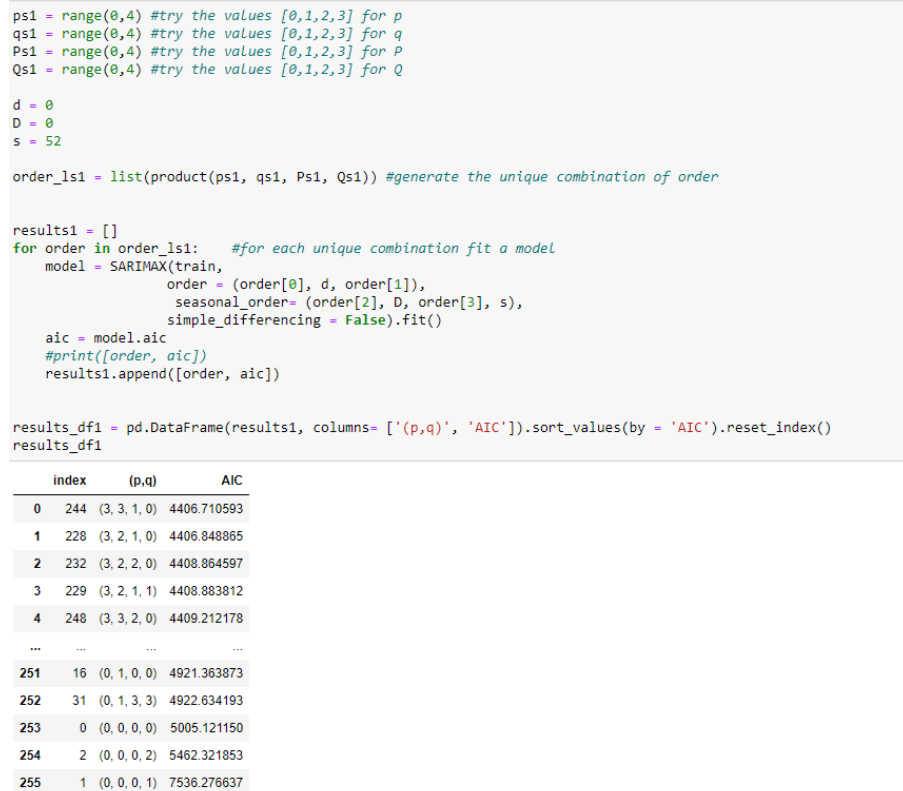 ps1 = range(0,4) #try the values [0,1,2,3] for p
qs1 = range(0,4) #try the values [0,1,2,3] for q
Ps1 = range(0,4) #try the values [0,1,2,3] for P
Qs1 = range(0,4) #try the values [0,1,2,3] for Q
d = 0
D = 0
s = 52
order_ls1 = list(product(ps1, qs1, Ps1, Qs1)) #generate the unique combination of order
results1 = []
for order in order_ls1:    #for each unique combination fit a model
    model = SARIMAX(train,
                   order = (order[0], d, order[1]),
                    seasonal_order= (order[2], D, order[3], s),
                   simple_differencing = False).fit()
    aic = model.aic
    #print([order, aic])
    results1.append([order, aic])
results_df1 = pd.DataFrame(results1, columns= ['(p,q)', 'AIC']).sort_values(by = 'AIC').reset_index()
results_df1
index (p,q) AIC
0 244 (3, 3, 1, 0) 4406.710593
1 228 (3, 2, 1, 0) 4406.848865
2 232 (3, 2, 2, 0) 4408.864597
3 229 (3, 2, 1, 1) 4408.883812
4 248 (3, 3, 2, 0) 4409.212178
... ... ... ...
251 16 (0, 1, 0, 0) 4921.363873
252 31 (0, 1, 3, 3) 4922.634193
253 0 (0, 0, 0, 0) 5005.121150
254 2 (0, 0, 0, 2) 5462.321853
255 1 (0, 0, 0, 1) 7536.276637